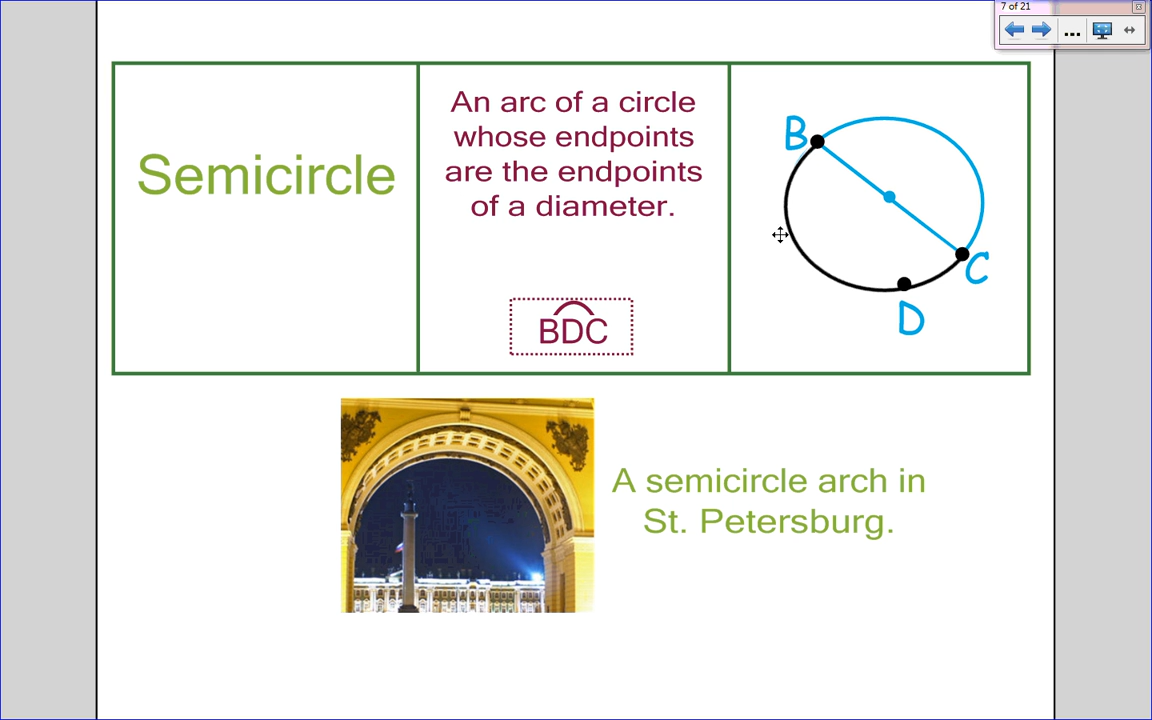 7 of 21
Semicircle
An arc of a circle
whose endpoints
are the endpoints
of a diameter.
BDC
B
C
D
A semicircle arch in
St. Petersburg.